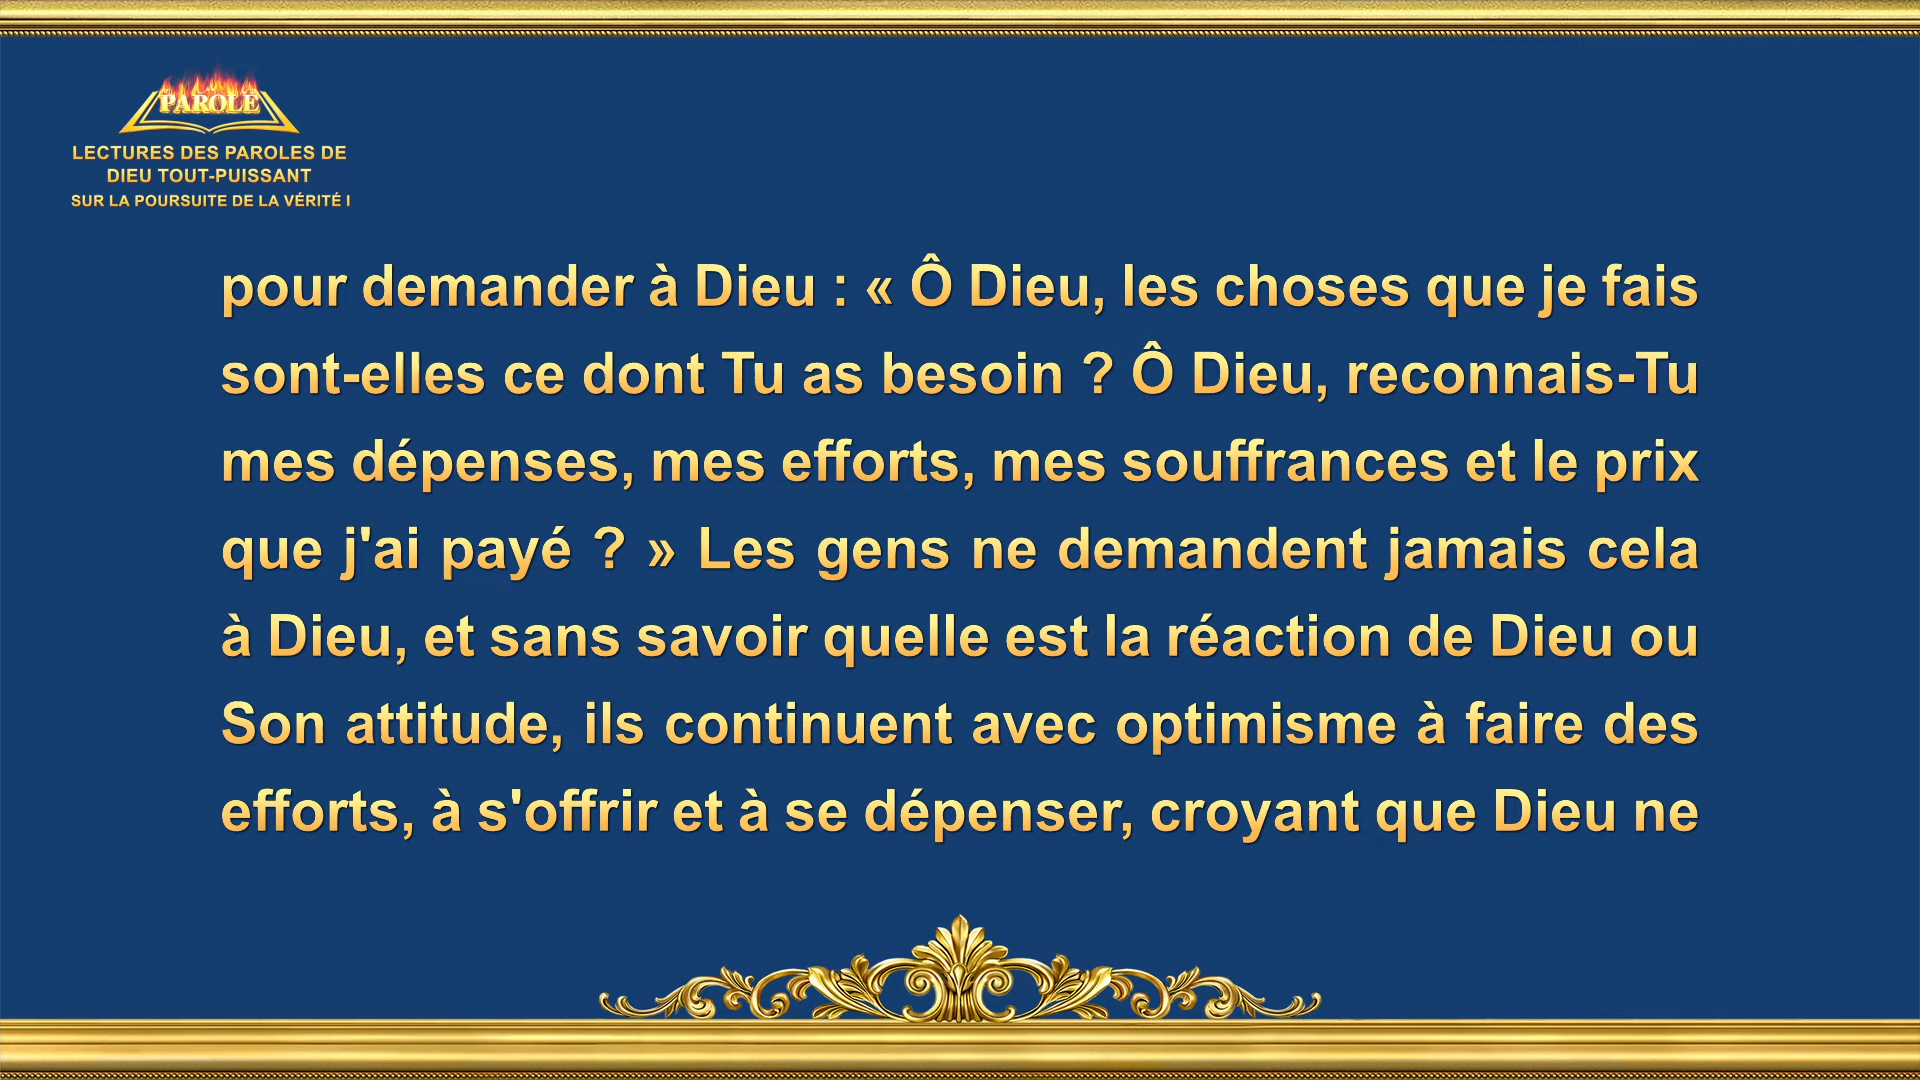 PAROLE
LECTURES DES PAROLES DE
DIEU TOUT-PUISSANT
SUR LA POURSUITE DE LA VÉRITÉ I
pour demander à Dieu : « Ô Dieu, les choses que je fais
sont-elles ce dont Tu as besoin ? Ô Dieu, reconnais-Tu
mes dépenses, mes efforts, mes souffrances et le prix
que j'ai payé ? » Les gens ne demandent jamais cela
à Dieu, et sans savoir quelle est la réaction de Dieu ou
Son attitude, ils continuent avec optimisme à faire des
efforts, à s'offrir et à se dépenser, croyant que Dieu ne